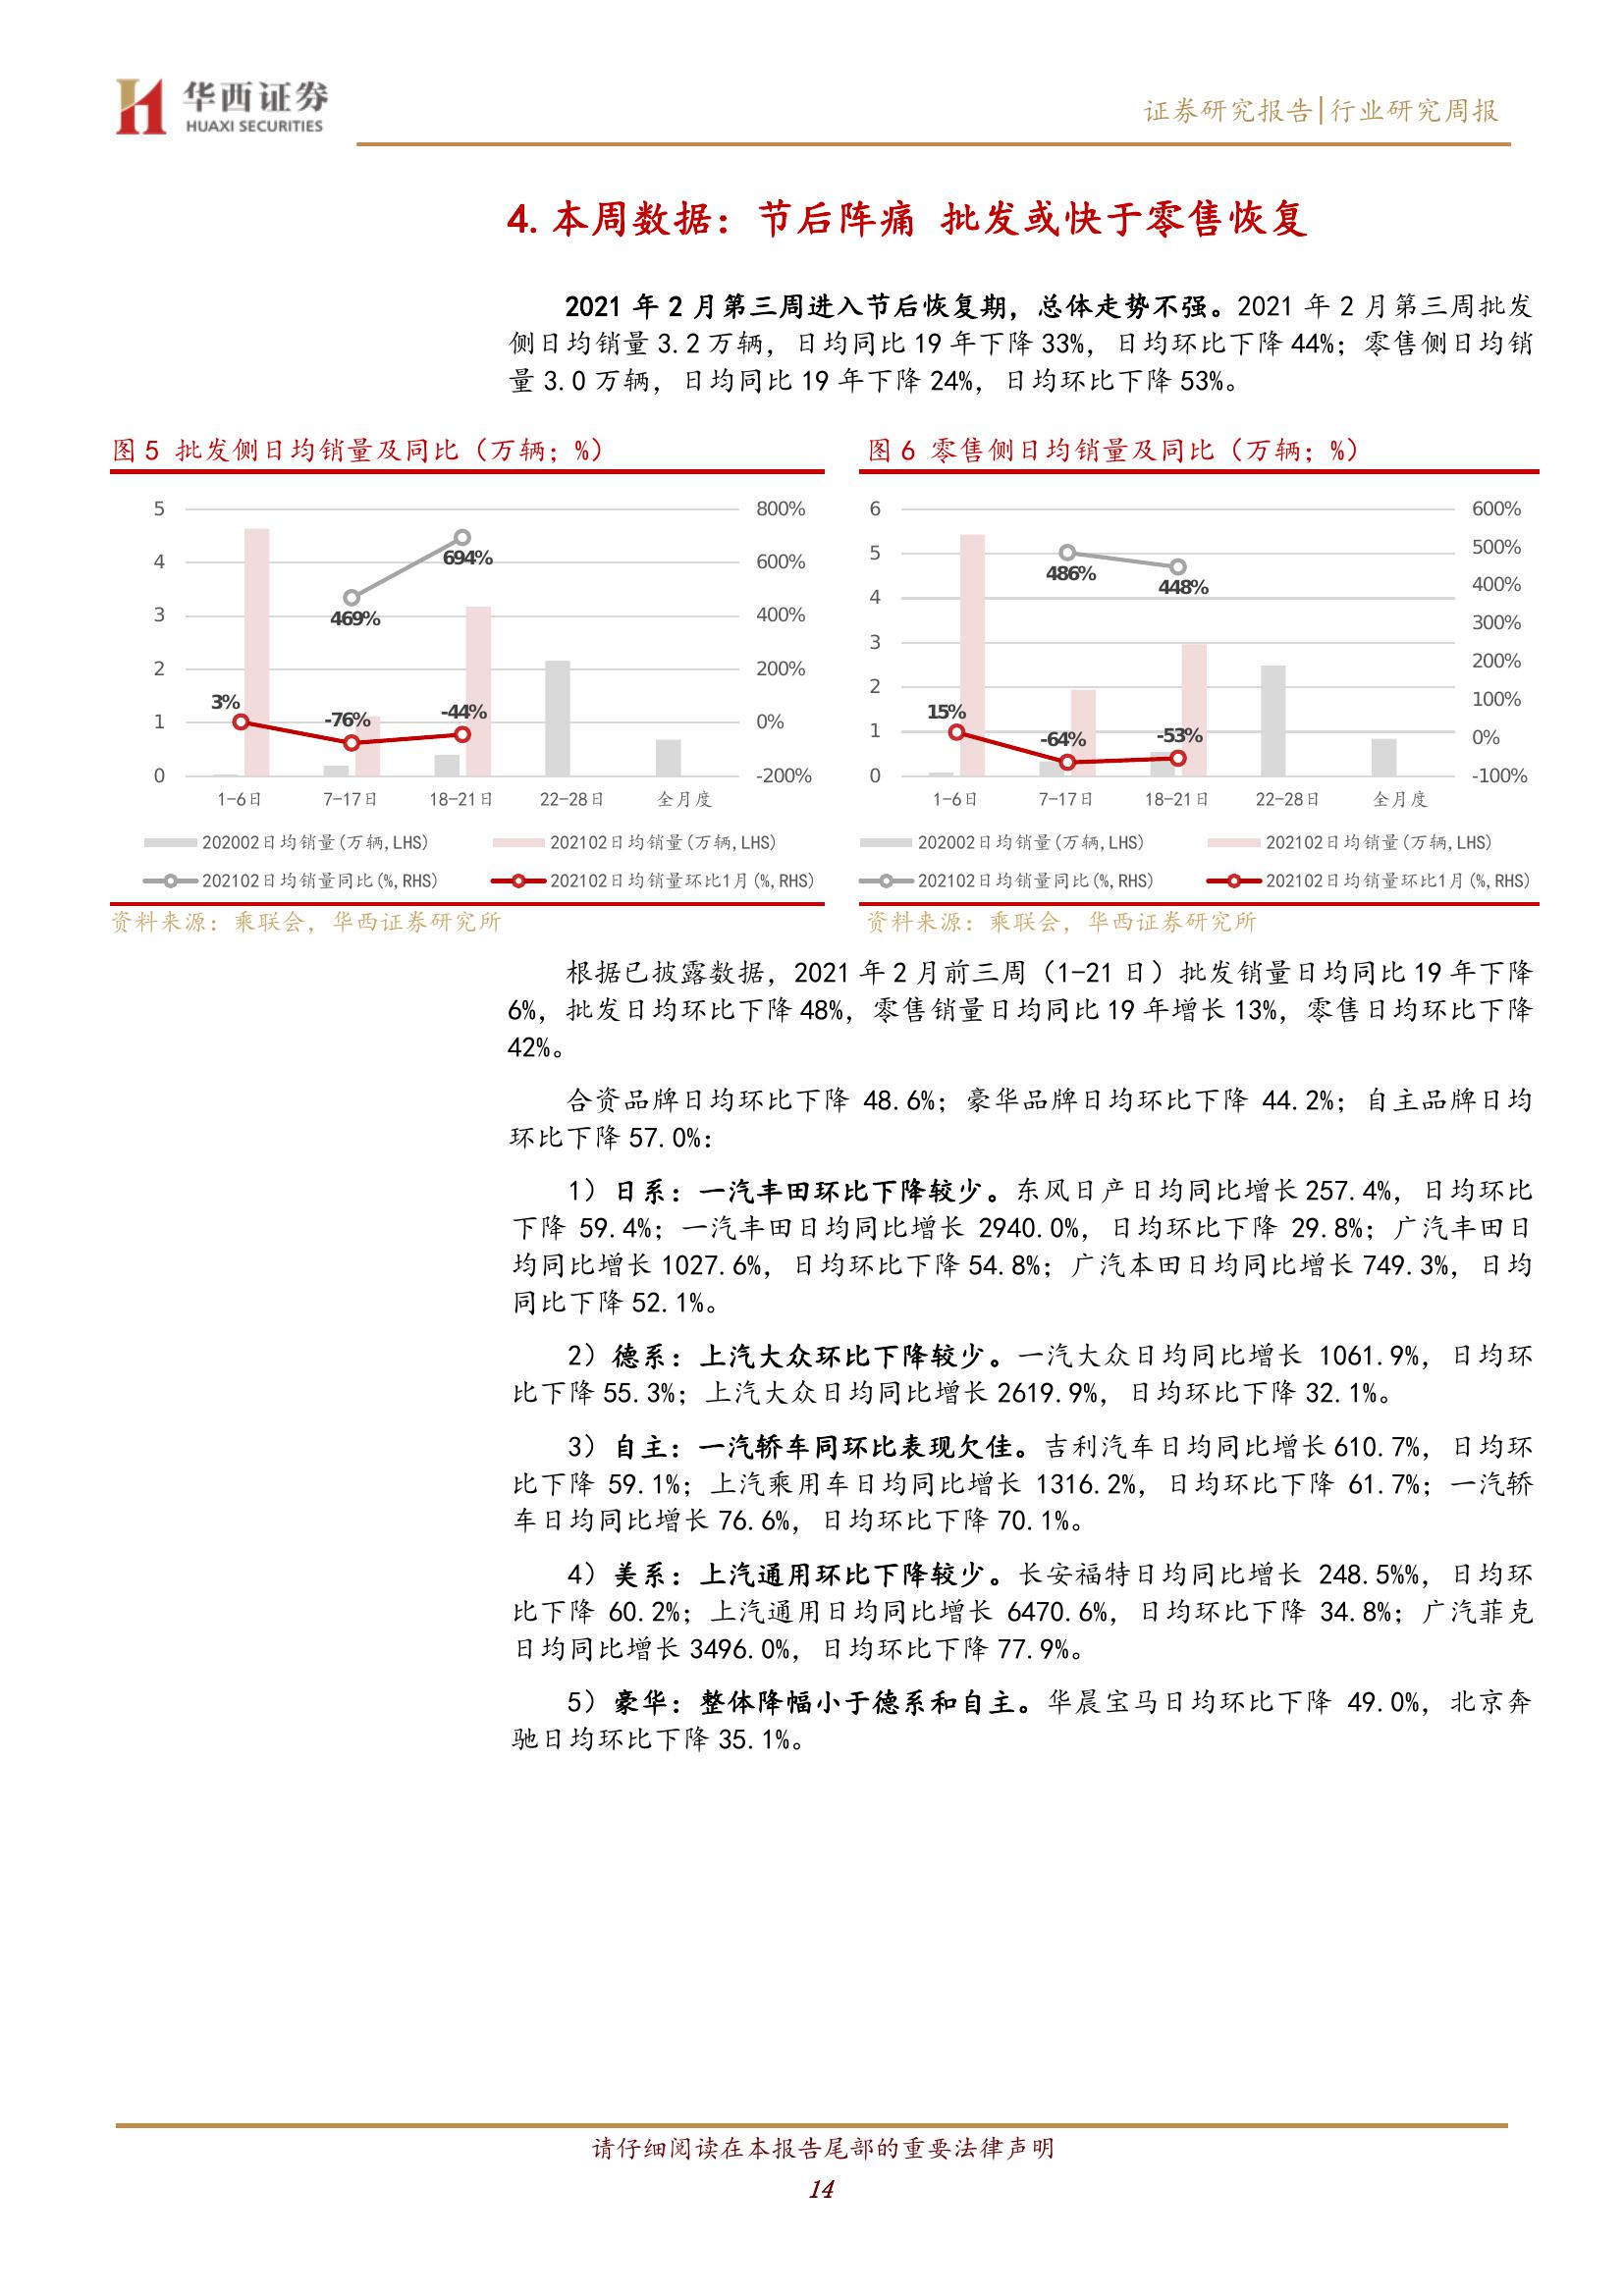 华西证券
HUAXI SECURITIES
证券研究报告|行业研究周报
4. 本周数据：节后阵痛 批发或快于零售恢复
2021 年 2 月第三周进入节后恢复期，总体走势不强。2021 年 2 月第三周批发
侧日均销量 3.2 万辆，日均同比 19 年下降 33%，日均环比下降 44%；零售侧日均销
量 3.0 万辆，日均同比 19 年下降 24%，日均环比下降 53%。
图 5 批发侧日均销量及同比（万辆；%）
5
4
3
2
1
0
800%
600%
400%
200%
0%
-200%
694%
469%
3%
-76%
-44%
1-6日
7-17日
18-21日
22-28日
全月度
202002日均销量(万辆,LHS)
202102日均销量(万辆,LHS)
202102日均销量同比(%,RHS)
202102日均销量环比1月(%,RHS)
资料来源：乘联会，华西证券研究所
图 6 零售侧日均销量及同比（万辆；%）
6
5
4
3
2
1
0
600%
500%
400%
300%
200%
100%
0%
-100%
486%
448%
15%
-64%
-53%
1-6日
7-17日
18-21日
22-28日
全月度
202002日均销量(万辆,LHS)
202102日均销量(万辆,LHS)
202102日均销量同比(%,RHS)
202102日均销量环比1月(%,RHS)
资料来源：乘联会，华西证券研究所
根据已披露数据，2021 年 2 月前三周（1-21 日）批发销量日均同比 19 年下降
6%，批发日均环比下降 48%，零售销量日均同比 19 年增长 13%，零售日均环比下降
42%。
合资品牌日均环比下降 48.6%；豪华品牌日均环比下降 44.2%；自主品牌日均
环比下降 57.0%：
1）日系：一汽丰田环比下降较少。东风日产日均同比增长 257.4%，日均环比
下降 59.4%；一汽丰田日均同比增长 2940.0%，日均环比下降 29.8%；广汽丰田日
均同比增长 1027.6%，日均环比下降 54.8%；广汽本田日均同比增长 749.3%，日均
同比下降 52.1%。
2）德系：上汽大众环比下降较少。一汽大众日均同比增长 1061.9%，日均环
比下降 55.3%；上汽大众日均同比增长 2619.9%，日均环比下降 32.1%。
3）自主：一汽轿车同环比表现欠佳。吉利汽车日均同比增长 610.7%，日均环
比下降 59.1%；上汽乘用车日均同比增长 1316.2%，日均环比下降 61.7%；一汽轿
车日均同比增长 76.6%，日均环比下降 70.1%。
4）美系：上汽通用环比下降较少。长安福特日均同比增长 248.5%%，日均环
比下降 60.2%；上汽通用日均同比增长 6470.6%，日均环比下降 34.8%；广汽菲克
日均同比增长 3496.0%，日均环比下降 77.9%。
5）豪华：整体降幅小于德系和自主。华晨宝马日均环比下降 49.0%，北京奔
驰日均环比下降 35.1%。
请仔细阅读在本报告尾部的重要法律声明
14